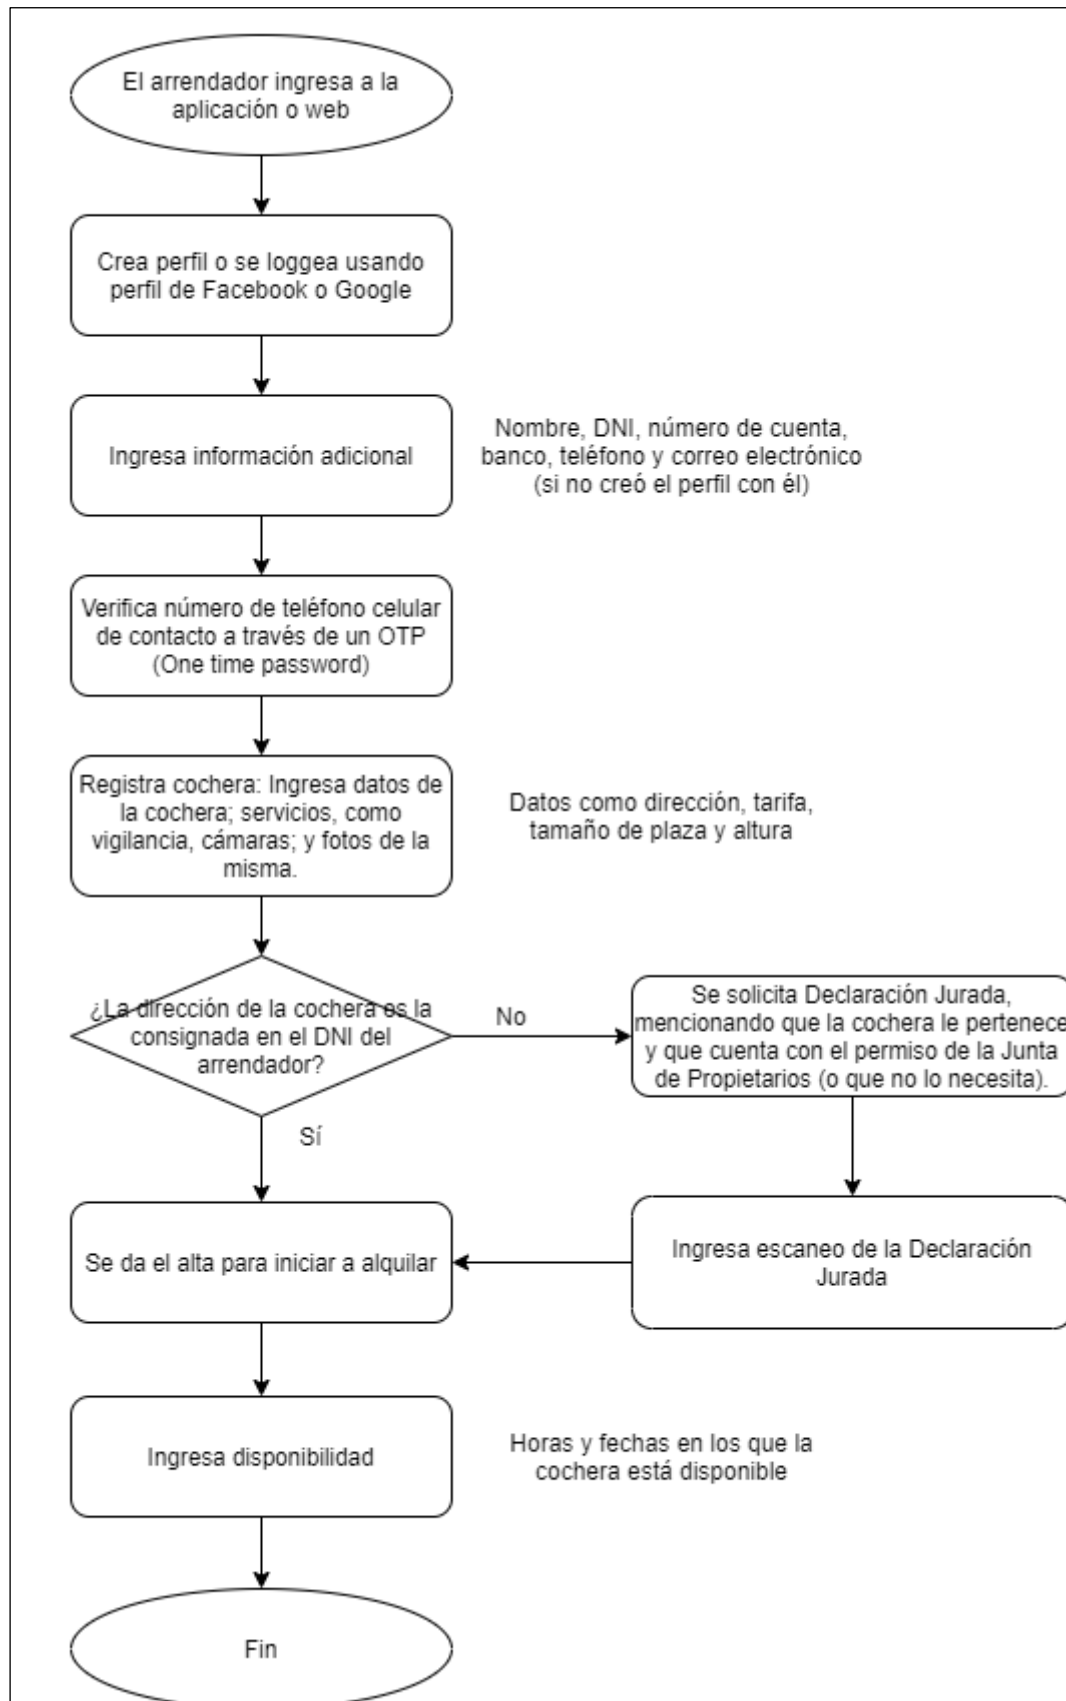 El arrendador ingresa a la
aplicación o web
Crea perfil o se loggea usando
perfil de Facebook o Google
Ingresa información adicional
Nombre, DNI, número de cuenta,
banco, teléfono y correo electrónico
(si no creó el perfil con él)
Verifica número de teléfono celular
de contacto a través de un OTP
(One time password)
Registra cochera: Ingresa datos de
la cochera; servicios, como
vigilancia, cámaras; y fotos de la
misma.
Datos como dirección, tarifa,
tamaño de plaza y altura
¿La dirección de la cochera es la
consignada en el DNI del
arrendador?
No
Se solicita Declaración Jurada,
mencionando que la cochera le pertenece
y que cuenta con el permiso de la Junta
de Propietarios (o que no lo necesita).
Sí
Se da el alta para iniciar a alquilar
Ingresa escaneo de la Declaración
Jurada
Ingresa disponibilidad
Horas y fechas en los que la
cochera está disponible
Fin